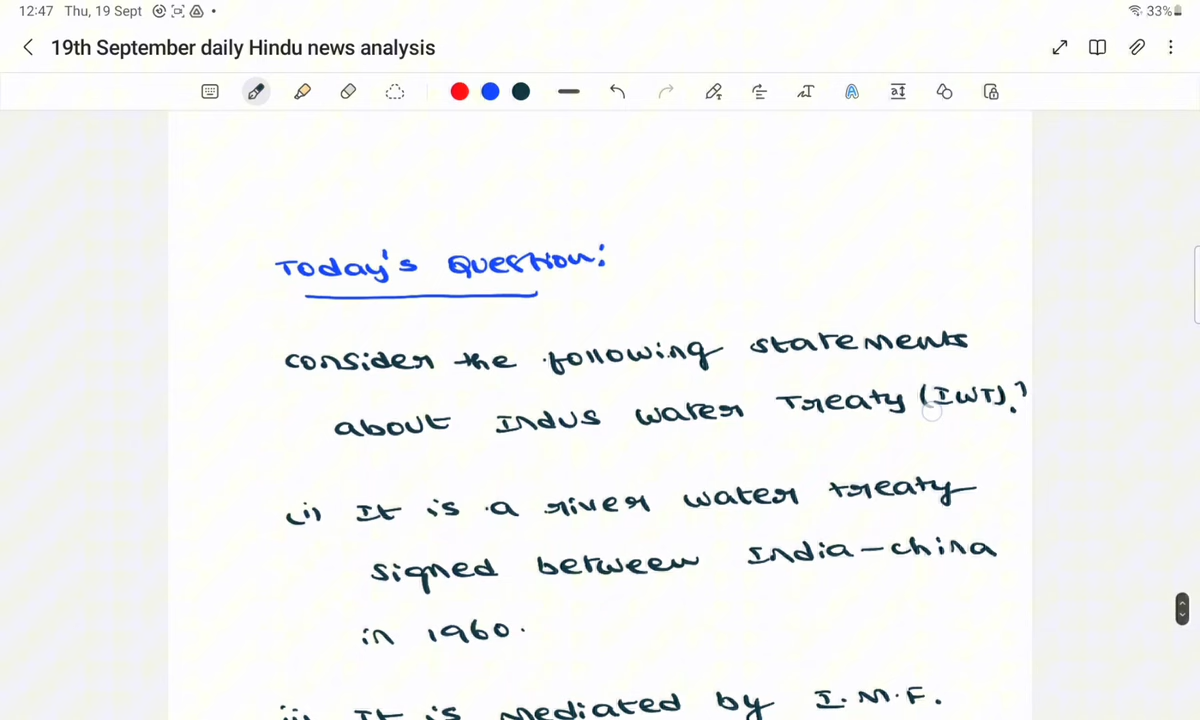 12:47 Thu, 19 Sept
33%
19th September daily Hindu news analysis
Today's Question:
consider the following statements
about Indus water Treaty (IWT).?
(i) It is a river water treaty
signed between India-china
in 1960.
ii It is mediated by I.M.F.